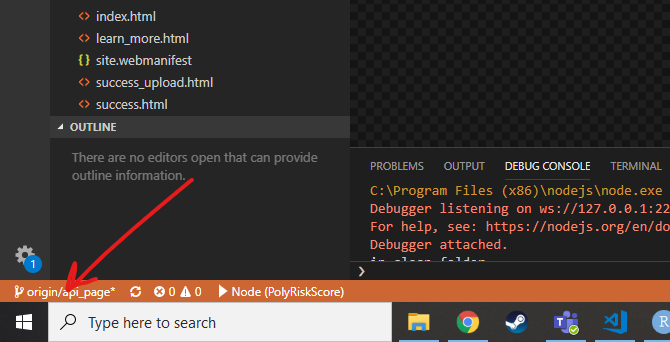 index.html
learn_more.html
{} site.webmanifest
success_upload.html
success.html
OUTLINE
There are no editors open that can provide
outline information.
PROBLEMS OUTPUT DEBUG CONSOLE TERMINAL
C:\Program Files (x86)\nodejs\node.exe
Debugger listening on ws://127.0.0.1:22
For help, see: https://nodejs.org/en/do
Debugger attached.
in clean folder
1
origin/api_page* 0 0 Node (PolyRiskScore)
Type here to search
R